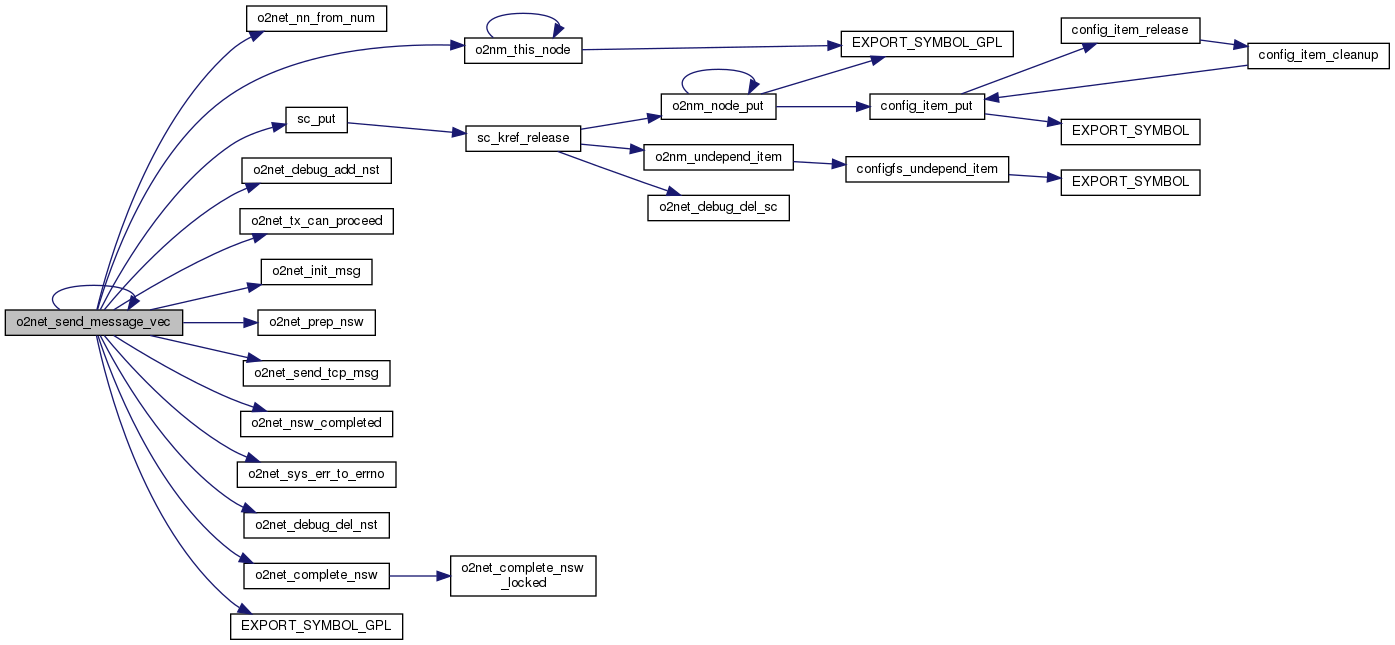 o2net_nn_from_num
o2nm_this_node
EXPORT_SYMBOL_GPL
config_item_release
config_item_cleanup
sc_put
o2nm_node_put
config_item_put
sc_kref_release
EXPORT_SYMBOL
o2nm_undepend_item
configfs_undepend_item
EXPORT_SYMBOL
o2net_debug_add_nst
o2net_debug_del_sc
o2net_tx_can_proceed
o2net_init_msg
o2net_send_message_vec
o2net_prep_nsw
o2net_send_tcp_msg
o2net_nsw_completed
o2net_sys_err_to_errno
o2net_debug_del_nst
o2net_complete_nsw
o2net_complete_nsw
_locked
EXPORT_SYMBOL_GPL